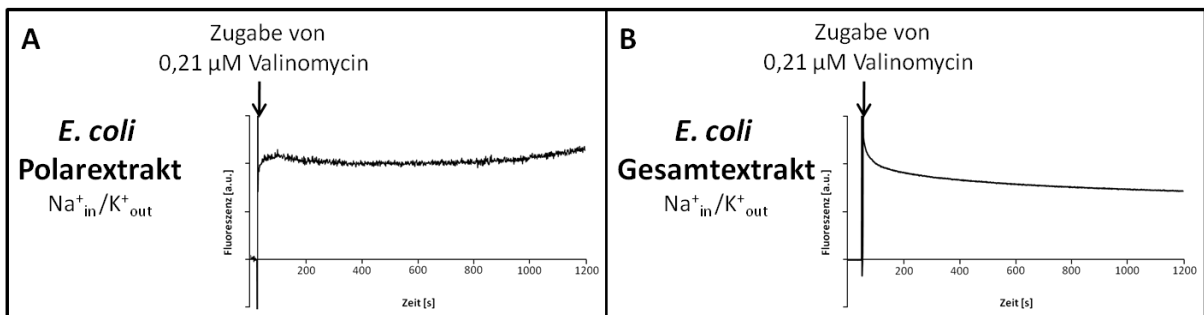 A
Zugabe von
0,21 µM Valinomycin
E. coli
Polarextrakt
Na⁺in/K⁺out
Fluoreszenz [a.u.]
200 400 600 800 1000 1200
Zeit [s]
B
Zugabe von
0,21 µM Valinomycin
E. coli
Gesamtextrakt
Na⁺in/K⁺out
Fluoreszenz [a.u.]
200 400 600 800 1000 1200
Zeit [s]